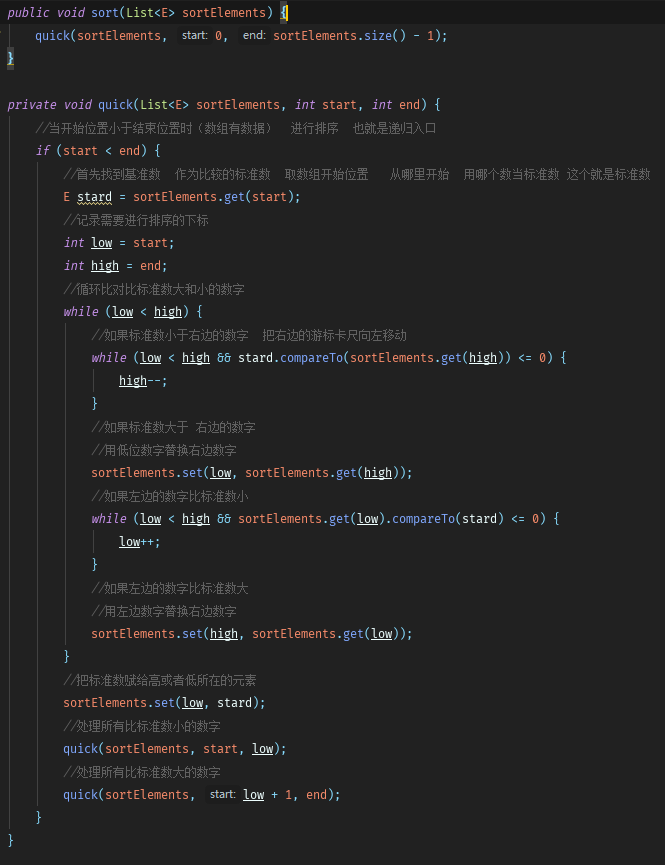 public void sort(List<E> sortElements) {
quick(sortElements, start: 0, end: sortElements.size() - 1);
}
private void quick(List<E> sortElements, int start, int end) {
//当开始位置小于结束位置时（数组有数据）  进行排序  也就是递归入口
if (start < end) {
//首先找到基准数  作为比较的标准数  取数组开始位置   从哪里开始  用哪个数当标准数 这个就是标准数
E stard = sortElements.get(start);
//记录需要进行排序的下标
int low = start;
int high = end;
//循环比对比标准数大和小的数字
while (low < high) {
//如果标准数小于右边的数字  把右边的游标卡尺向左移动
while (low < high && stard.compareTo(sortElements.get(high)) <= 0) {
high--;
}
//如果标准数大于 右边的数字
//用低位数字替换右边数字
sortElements.set(low, sortElements.get(high));
//如果左边的数字比标准数小
while (low < high && sortElements.get(low).compareTo(stard) <= 0) {
low++;
}
//如果左边的数字比标准数大
//用左边数字替换右边数字
sortElements.set(high, sortElements.get(low));
}
//把标准数赋给高或者低所在的元素
sortElements.set(low, stard);
//处理所有比标准数小的数字
quick(sortElements, start, low);
//处理所有比标准数大的数字
quick(sortElements, start: low + 1, end);
}
}